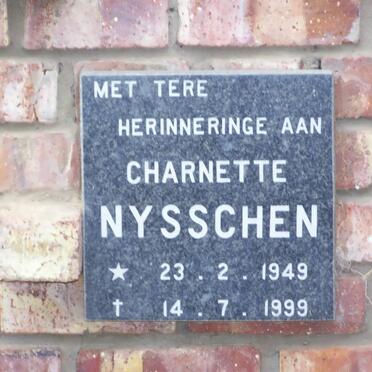 MET TERE
HERINNERINGE AAN
CHARNETTE
NYSSCHEN
★ 23 . 2 . 1949
† 14 . 7 . 1999